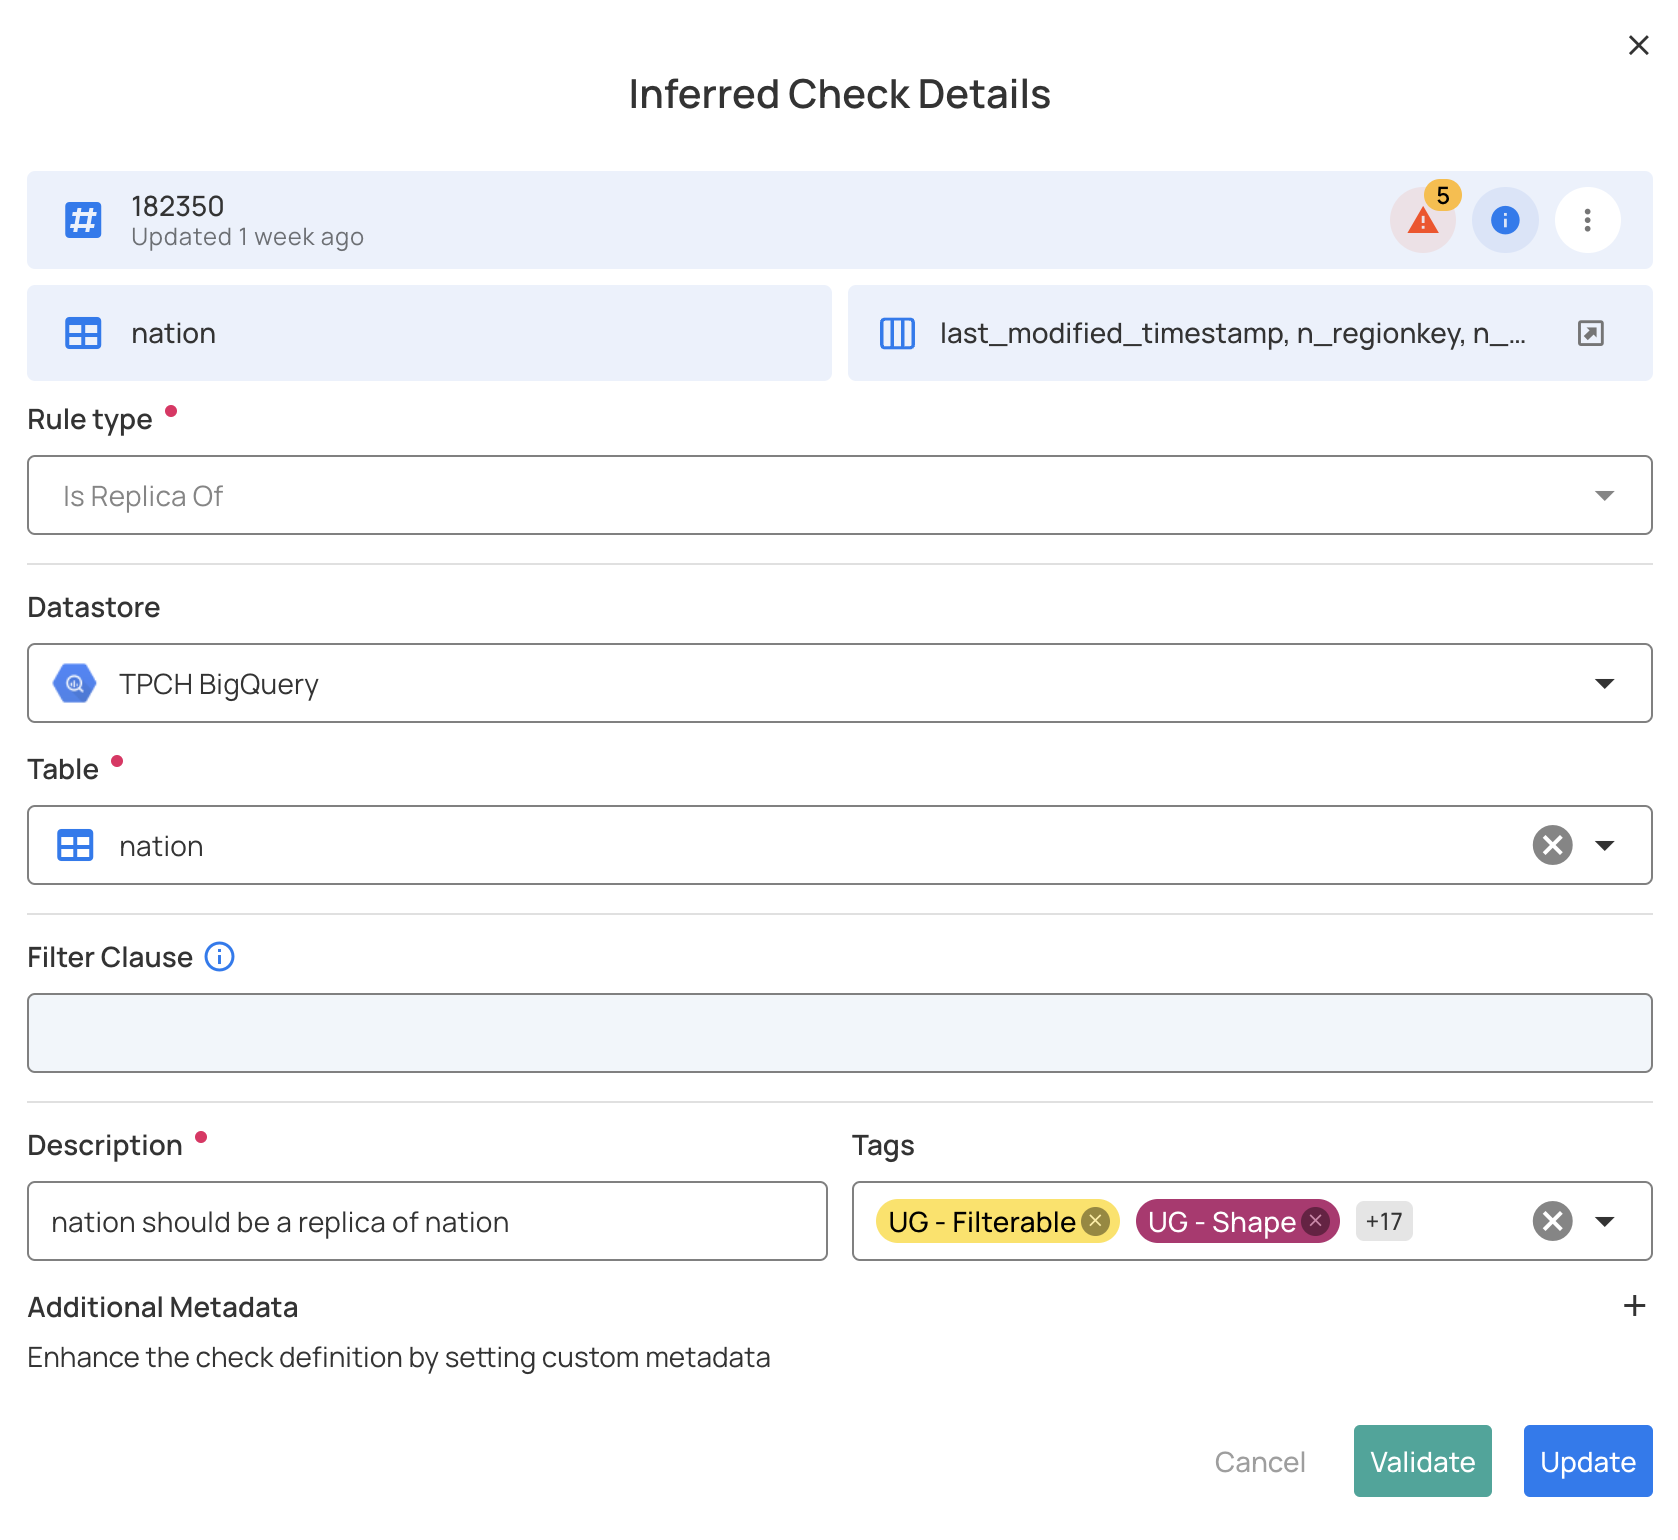 Inferred Check Details
182350
5
Updated 1 week ago
nation
last_modified_timestamp, n_regionkey, n_...
Rule type
Is Replica Of
Datastore
TPCH BigQuery
Table
nation
Filter Clause
Description
Tags
nation should be a replica of nation
UG - Filterable
UG - Shape
+17
Additional Metadata
Enhance the check definition by setting custom metadata
Cancel
Validate
Update